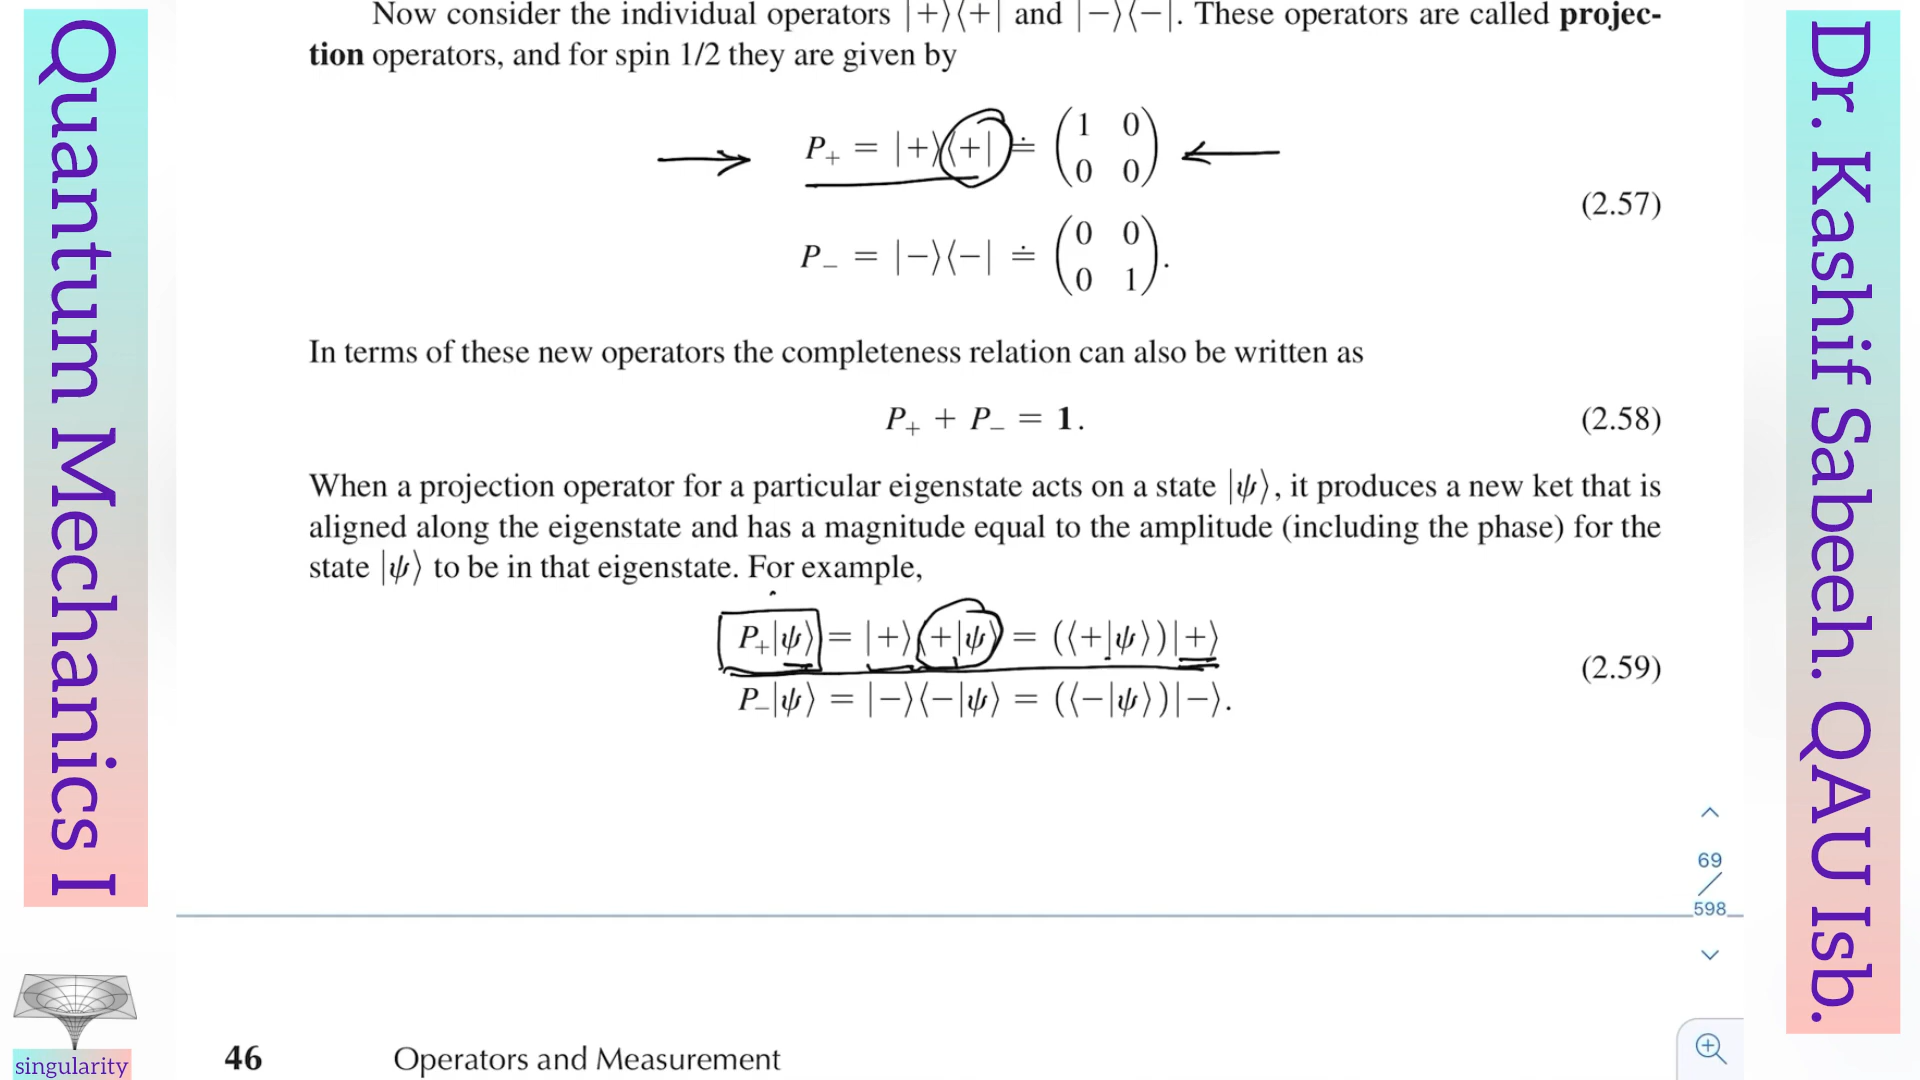 Quantum Mechanics I
Now consider the individual operators |+⟩⟨+| and |−⟩⟨−|. These operators are called projec-
tion operators, and for spin 1/2 they are given by
P₊ = |+⟩⟨+| ≐ (1 0
0 0)
(2.57)
P₋ = |−⟩⟨−| ≐ (0 0
0 1).
In terms of these new operators the completeness relation can also be written as
P₊ + P₋ = 1. (2.58)
When a projection operator for a particular eigenstate acts on a state |ψ⟩, it produces a new ket that is
aligned along the eigenstate and has a magnitude equal to the amplitude (including the phase) for the
state |ψ⟩ to be in that eigenstate. For example,
P₊|ψ⟩ = |+⟩⟨+|ψ⟩ = (⟨+|ψ⟩)|+⟩
(2.59)
P₋|ψ⟩ = |−⟩⟨−|ψ⟩ = (⟨−|ψ⟩)|−⟩.
69
598
46 Operators and Measurement
singularity
Dr. Kashif Sabeeh. QAU Isb.